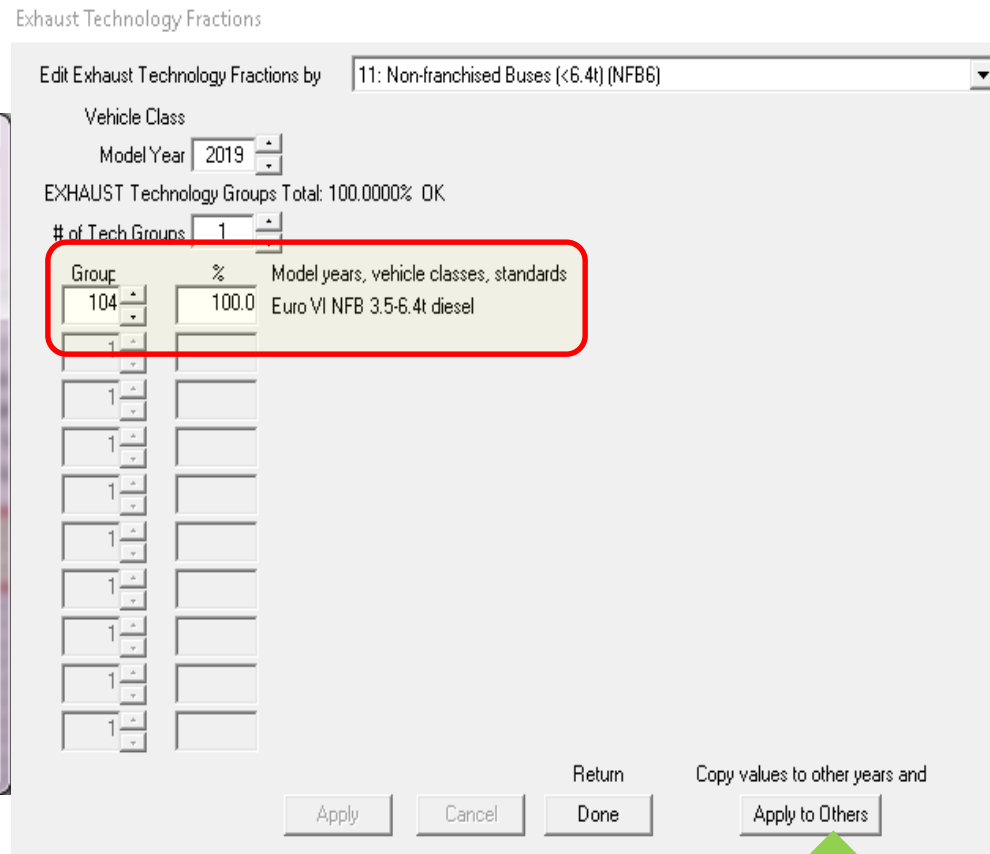 Exhaust Technology Fractions
Edit Exhaust Technology Fractions by 11: Non-franchised Buses (<6.4t) (NFB6)
Vehicle Class
Model Year 2019
EXHAUST Technology Groups Total: 100.0000% OK
# of Tech Groups 1
Group % Model years, vehicle classes, standards
104 100.0 Euro VI NFB 3.5-6.4t diesel
1
1
1
1
1
1
1
1
1
Return Copy values to other years and
Apply Cancel Done Apply to Others